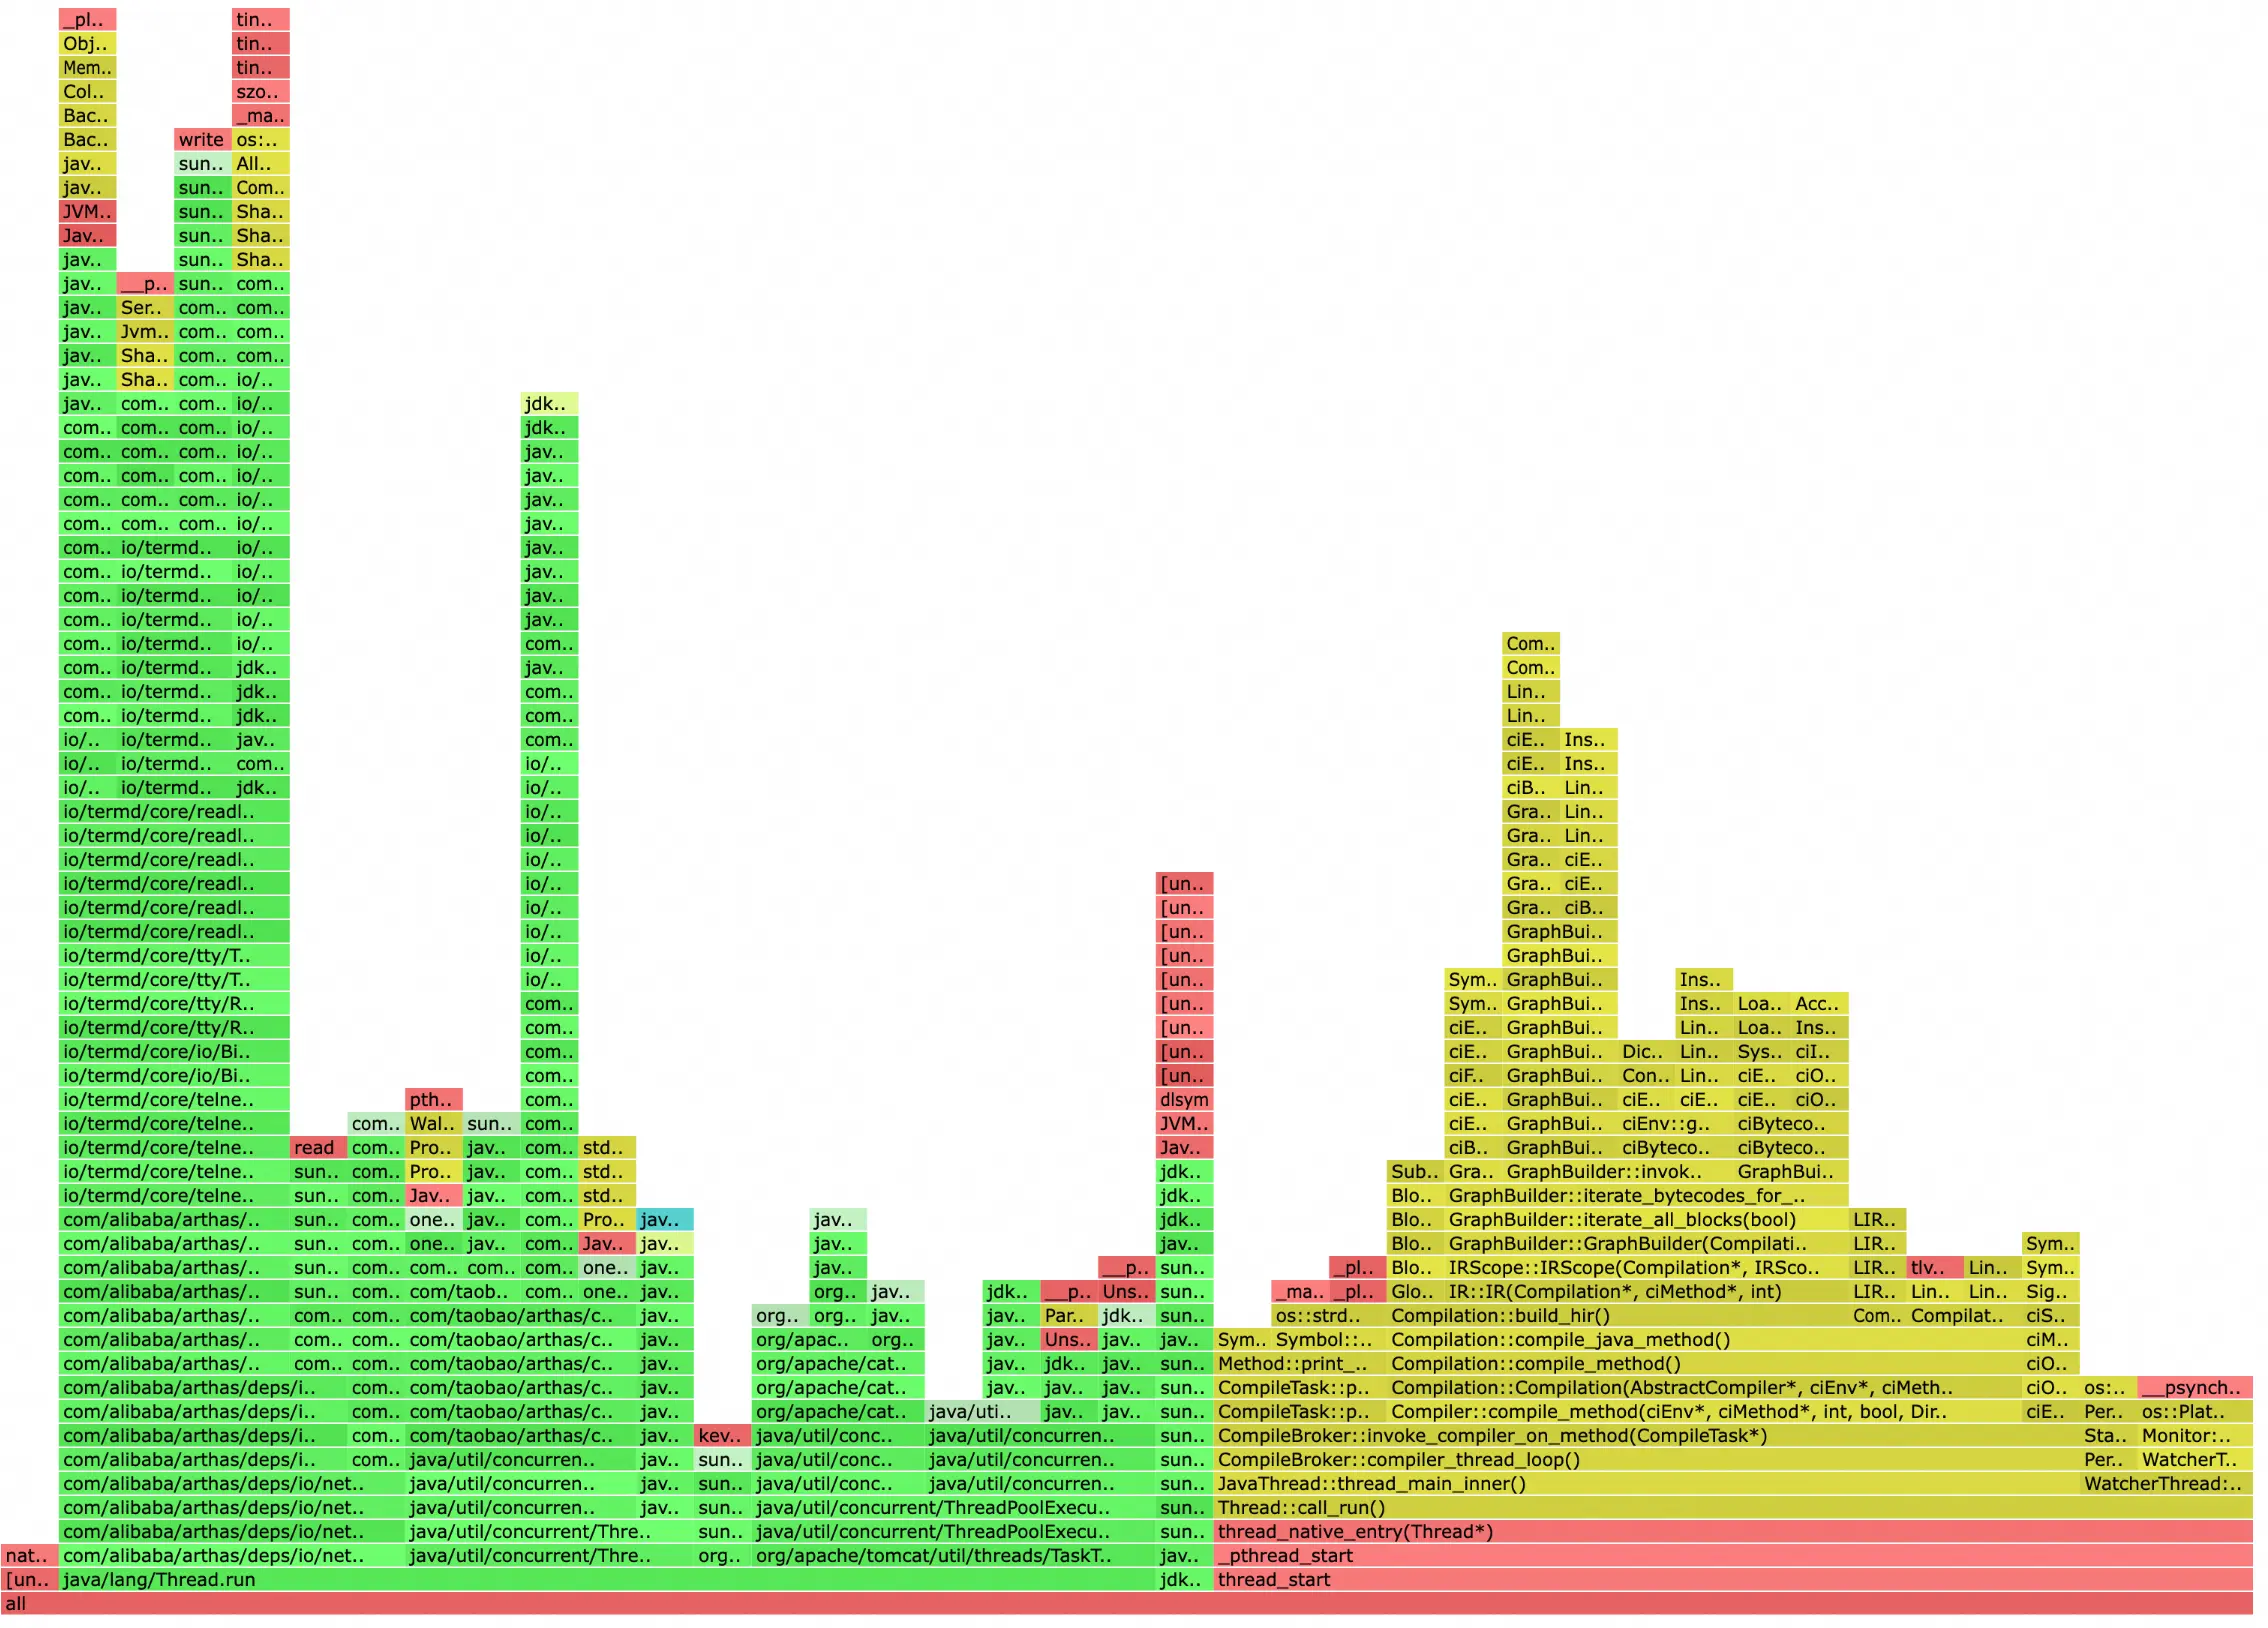 _pl.. tin..
Obj.. tin..
Mem.. tin..
Col.. szo..
Bac.. _ma..
Bac.. write os:..
jav.. sun.. All..
jav.. sun.. Com..
JVM.. sun.. Sha..
Jav.. sun.. Sha..
jav.. sun.. Sha..
jav.. __p.. sun.. com..
jav.. Ser.. com.. com..
jav.. Jvm.. com.. com..
jav.. Sha.. com.. com..
jav.. Sha.. com.. io/..
jav.. com.. com.. io/.. jdk..
com.. com.. com.. io/.. jdk..
com.. com.. com.. io/.. jav..
com.. com.. com.. io/.. jav..
com.. com.. com.. io/.. jav..
com.. com.. com.. io/.. jav..
com.. io/termd.. io/.. jav..
com.. io/termd.. io/.. jav..
com.. io/termd.. io/.. jav..
com.. io/termd.. io/.. jav..
com.. io/termd.. io/.. com.. Com..
com.. io/termd.. jdk.. jav.. Com..
com.. io/termd.. jdk.. com.. Lin..
com.. io/termd.. jdk.. com.. Lin..
io/.. io/termd.. jav.. com.. ciE.. Ins..
io/.. io/termd.. com.. io/.. ciE.. Ins..
io/.. io/termd.. jdk.. io/.. ciB.. Lin..
io/termd/core/readl.. io/.. Gra.. Lin..
io/termd/core/readl.. io/.. Gra.. Lin..
io/termd/core/readl.. io/.. Gra.. ciE..
io/termd/core/readl.. io/.. [un.. Gra.. ciE..
io/termd/core/readl.. io/.. [un.. Gra.. ciB..
io/termd/core/readl.. io/.. [un.. GraphBui..
io/termd/core/tty/T.. io/.. [un.. GraphBui..
io/termd/core/tty/T.. io/.. [un.. Sym.. GraphBui.. Ins..
io/termd/core/tty/R.. com.. [un.. Sym.. GraphBui.. Ins.. Loa.. Acc..
io/termd/core/tty/R.. com.. [un.. ciE.. GraphBui.. Lin.. Loa.. Ins..
io/termd/core/io/Bi.. com.. [un.. ciE.. GraphBui.. Dic.. Lin.. Sys.. ciI..
io/termd/core/io/Bi.. com.. [un.. ciF.. GraphBui.. Con.. Lin.. ciE.. ciO..
io/termd/core/telne.. pth.. com.. dlsym ciE.. GraphBui.. ciE.. ciE.. ciE.. ciO..
io/termd/core/telne.. com.. Wal.. sun.. com.. JVM.. ciE.. GraphBui.. ciEnv::g.. ciByteco..
io/termd/core/telne.. read com.. Pro.. jav.. com.. std.. Jav.. ciB.. GraphBui.. ciByteco.. ciByteco..
io/termd/core/telne.. sun.. com.. Pro.. jav.. com.. std.. jdk.. Sub.. Gra.. GraphBuilder::invok.. GraphBui..
io/termd/core/telne.. sun.. com.. Jav.. jav.. com.. std.. jdk.. Blo.. GraphBuilder::iterate_bytecodes_for_..
com/alibaba/arthas/.. sun.. com.. one.. jav.. com.. Pro.. jav.. jav.. jdk.. Blo.. GraphBuilder::iterate_all_blocks(bool) LIR..
com/alibaba/arthas/.. sun.. com.. one.. jav.. com.. Jav.. jav.. jav.. jav.. Blo.. GraphBuilder::GraphBuilder(Compilati.. LIR.. Sym..
com/alibaba/arthas/.. sun.. com.. com.. com.. com.. one.. jav.. jav.. __p.. sun.. _pl.. Blo.. IRScope::IRScope(Compilation*, IRSco.. LIR.. tlv.. Lin.. Sym..
com/alibaba/arthas/.. sun.. com.. com/taob.. com.. one.. jav.. org.. jav.. jdk.. __p.. Uns.. sun.. _ma.. _pl.. Glo.. IR::IR(Compilation*, ciMethod*, int) LIR.. Lin.. Lin.. Sig..
com/alibaba/arthas/.. com.. com.. com/taobao/arthas/c.. jav.. org.. org.. jav.. jav.. Par.. jdk.. sun.. os::strd.. Compilation::build_hir() Com.. Compilat.. ciS..
com/alibaba/arthas/.. com.. com.. com/taobao/arthas/c.. jav.. org/apac.. org.. jav.. Uns.. jav.. jav.. Sym.. Symbol::.. Compilation::compile_java_method() ciM..
com/alibaba/arthas/.. com.. com.. com/taobao/arthas/c.. jav.. org/apache/cat.. jav.. jdk.. jav.. sun.. Method::print_.. Compilation::compile_method() ciO..
com/alibaba/arthas/deps/i.. com.. com/taobao/arthas/c.. jav.. org/apache/cat.. jav.. jav.. jav.. sun.. CompileTask::p.. Compilation::Compilation(AbstractCompiler*, ciEnv*, ciMeth.. ciO.. os:.. __psynch..
com/alibaba/arthas/deps/i.. com.. com/taobao/arthas/c.. jav.. org/apache/cat.. java/uti.. jav.. jav.. sun.. CompileTask::p.. Compiler::compile_method(ciEnv*, ciMethod*, int, bool, Dir.. ciE.. Per.. os::Plat..
com/alibaba/arthas/deps/i.. com.. com/taobao/arthas/c.. jav.. kev.. java/util/conc.. java/util/concurren.. sun.. CompileBroker::invoke_compiler_on_method(CompileTask*) Sta.. Monitor:..
com/alibaba/arthas/deps/i.. com.. java/util/concurren.. jav.. sun.. java/util/conc.. java/util/concurren.. sun.. CompileBroker::compiler_thread_loop() Per.. WatcherT..
com/alibaba/arthas/deps/io/net.. java/util/concurren.. jav.. sun.. java/util/conc.. java/util/concurren.. sun.. JavaThread::thread_main_inner() WatcherThread:..
com/alibaba/arthas/deps/io/net.. java/util/concurren.. jav.. sun.. java/util/concurrent/ThreadPoolExecu.. sun.. Thread::call_run()
com/alibaba/arthas/deps/io/net.. java/util/concurrent/Thre.. sun.. java/util/concurrent/ThreadPoolExecu.. sun.. thread_native_entry(Thread*)
nat.. com/alibaba/arthas/deps/io/net.. java/util/concurrent/Thre.. org.. org/apache/tomcat/util/threads/TaskT.. jav.. _pthread_start
[un.. java/lang/Thread.run jdk.. thread_start
all